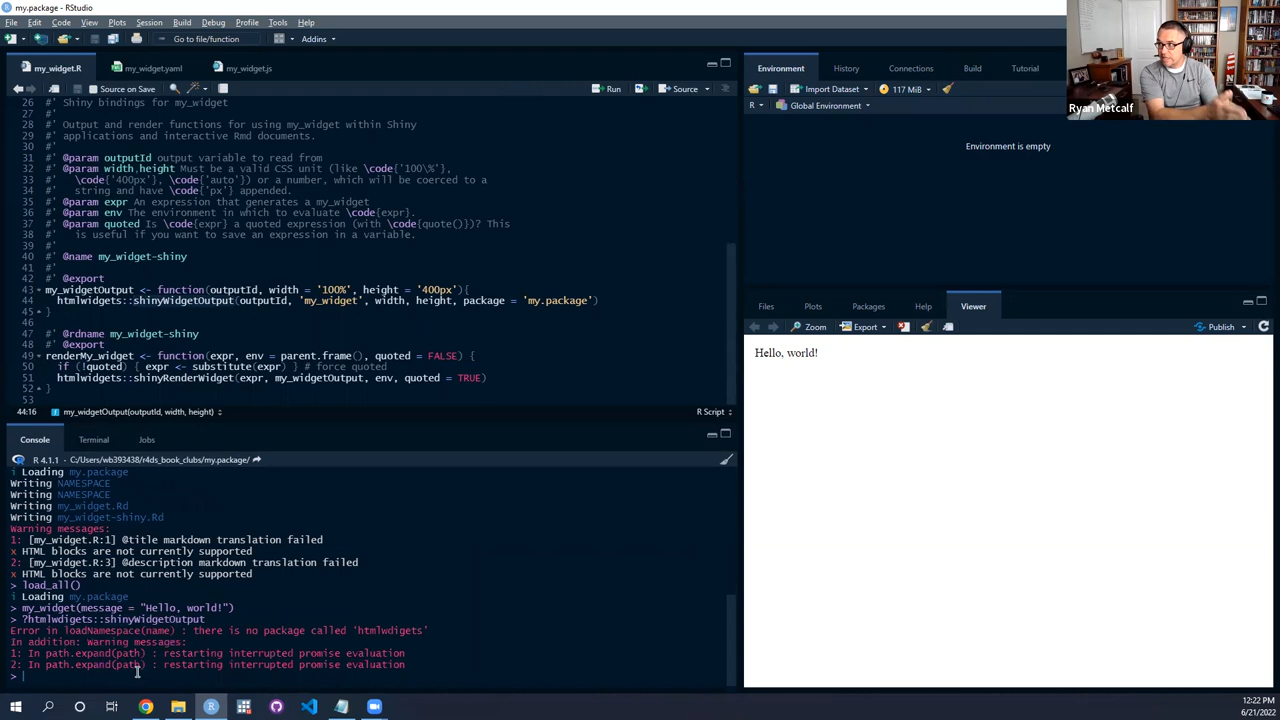 my.package - RStudio
File Edit Code View Plots Session Build Debug Profile Tools Help
Go to file/function Addins
my_widget.R my_widget.yaml my_widget.js
Source on Save Run Source
26 #' Shiny bindings for my_widget
27 #'
28 #' Output and render functions for using my_widget within Shiny
29 #' applications and interactive Rmd documents.
30 #'
31 #' @param outputId output variable to read from
32 #' @param width,height Must be a valid CSS unit (like \code{'100\%'},
33 #' \code{'400px'}, \code{'auto'}) or a number, which will be coerced to a
34 #' string and have \code{'px'} appended.
35 #' @param expr An expression that generates a my_widget
36 #' @param env The environment in which to evaluate \code{expr}.
37 #' @param quoted Is \code{expr} a quoted expression (with \code{quote()})? This
38 #' is useful if you want to save an expression in a variable.
39 #'
40 #' @name my_widget-shiny
41 #'
42 #' @export
43 my_widgetOutput <- function(outputId, width = '100%', height = '400px'){
44 htmlwidgets::shinyWidgetOutput(outputId, 'my_widget', width, height, package = 'my.package')
45 }
46
47 #' @rdname my_widget-shiny
48 #' @export
49 renderMy_widget <- function(expr, env = parent.frame(), quoted = FALSE) {
50 if (!quoted) { expr <- substitute(expr) } # force quoted
51 htmlwidgets::shinyRenderWidget(expr, my_widgetOutput, env, quoted = TRUE)
52 }
53
44:16 my_widgetOutput(outputId, width, height) R Script
Console Terminal Jobs
R 4.1.1 · C:/Users/wb393438/r4ds_book_clubs/my.package/
i Loading my.package
Writing NAMESPACE
Writing NAMESPACE
Writing my_widget.Rd
Writing my_widget-shiny.Rd
Warning messages:
1: [my_widget.R:1] @title markdown translation failed
x HTML blocks are not currently supported
2: [my_widget.R:3] @description markdown translation failed
x HTML blocks are not currently supported
> load_all()
i Loading my.package
> my_widget(message = "Hello, world!")
> ?htmlwdigets::shinyWidgetOutput
Error in loadNamespace(name) : there is no package called 'htmlwdigets'
In addition: Warning messages:
1: In path.expand(path) : restarting interrupted promise evaluation
2: In path.expand(path) : restarting interrupted promise evaluation
>
Environment History Connections Build Tutorial
Import Dataset 117 MiB
R Global Environment
Environment is empty
Files Plots Packages Help Viewer
Zoom Export Publish
Hello, world!
Ryan Metcalf
12:22 PM
6/21/2022